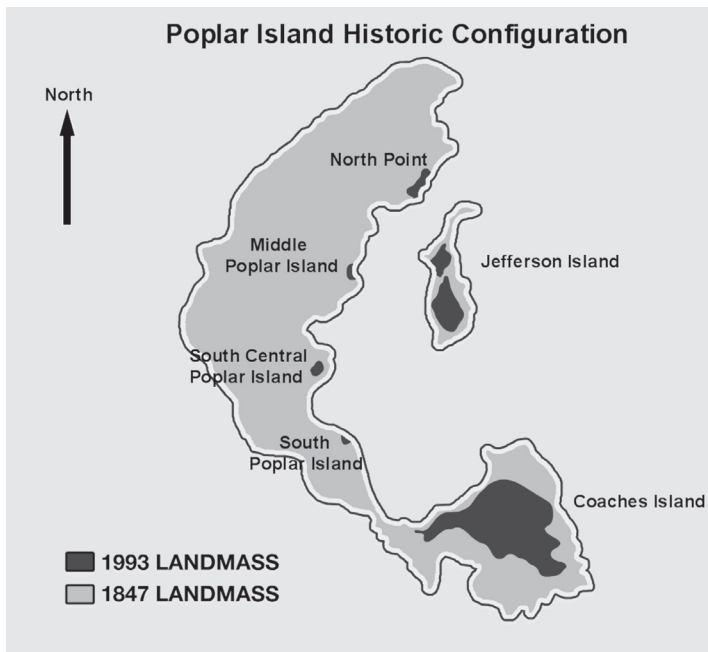 Poplar Island Historic Configuration
North
North Point
Middle
Poplar Island
Jefferson Island
South Central
Poplar Island
South
Poplar Island
Coaches Island
1993 LANDMASS
1847 LANDMASS